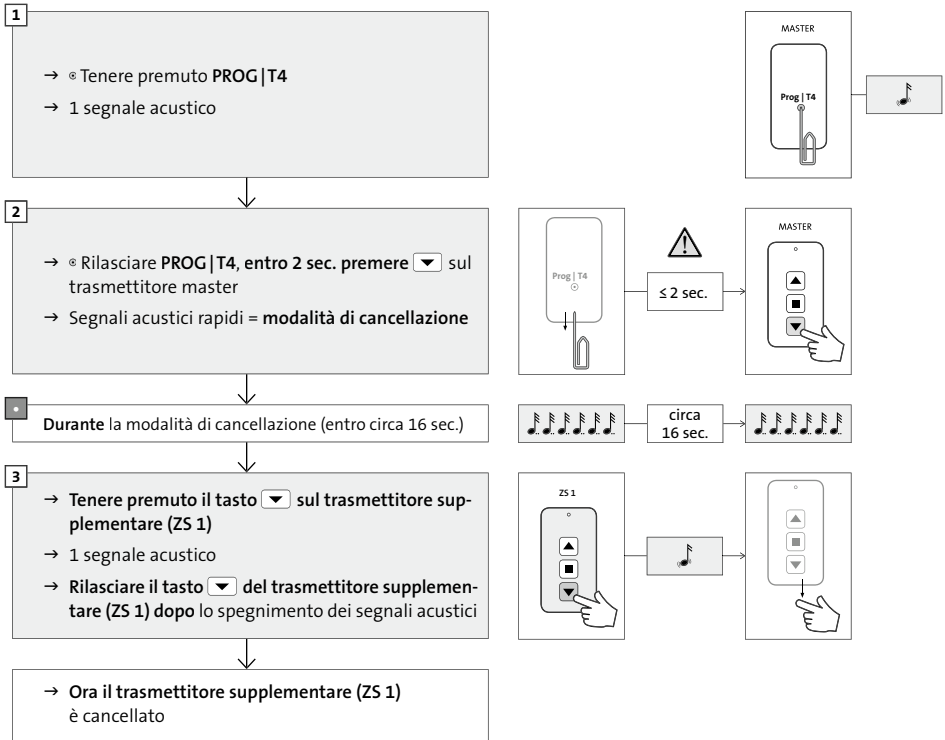 1
→ Tenere premuto PROG|T4
→ 1 segnale acustico
MASTER
Prog | T4
2
→ Rilasciare PROG|T4, entro 2 sec. premere ▼ sul
trasmettitore master
→ Segnali acustici rapidi = modalità di cancellazione
Prog | T4
≤ 2 sec.
MASTER
Durante la modalità di cancellazione (entro circa 16 sec.)
circa
16 sec.
3
→ Tenere premuto il tasto ▼ sul trasmettitore sup-
plementare (ZS 1)
→ 1 segnale acustico
→ Rilasciare il tasto ▼ del trasmettitore supplemen-
tare (ZS 1) dopo lo spegnimento dei segnali acustici
ZS 1
→ Ora il trasmettitore supplementare (ZS 1)
è cancellato